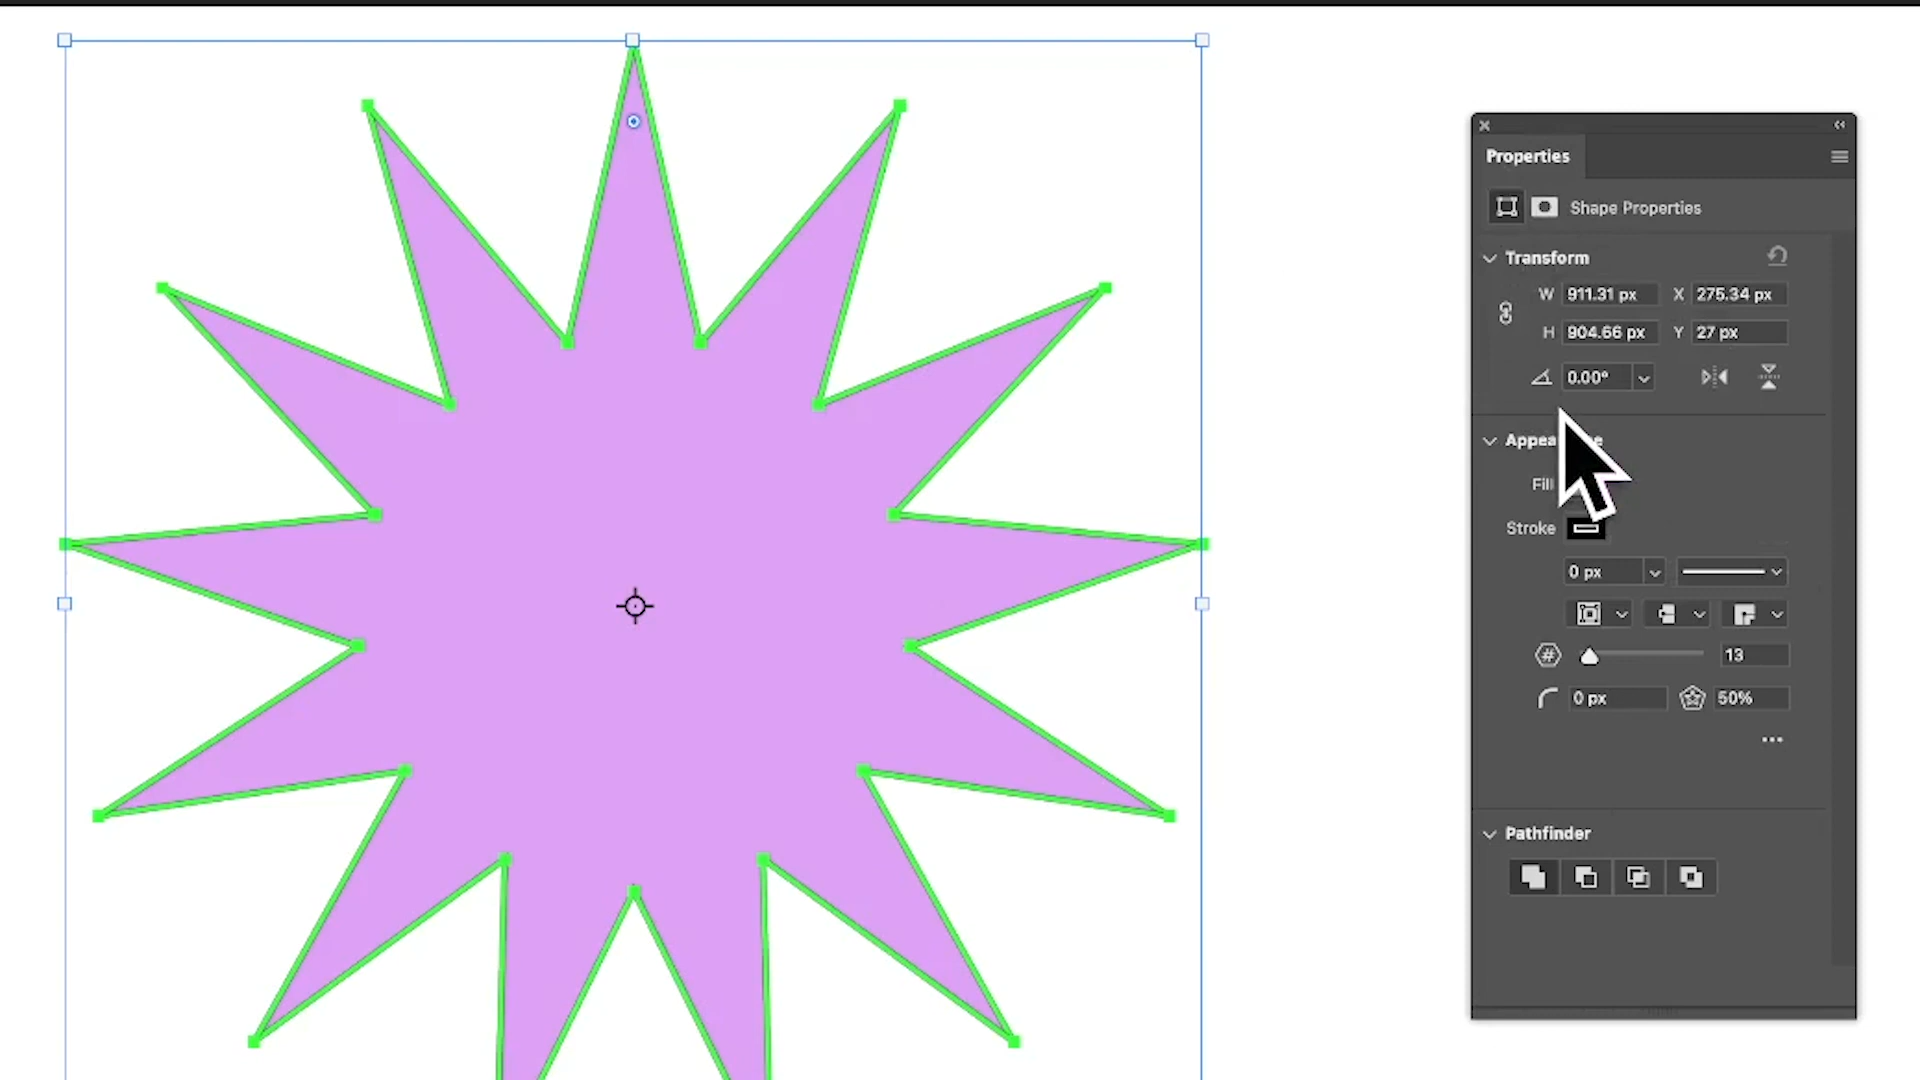 Properties
Shape Properties
Transform
W 911.31 px X 275.34 px
H 904.66 px Y 27 px
0.00°
Fill
Stroke
0 px
# 13
0 px 50%
Pathfinder